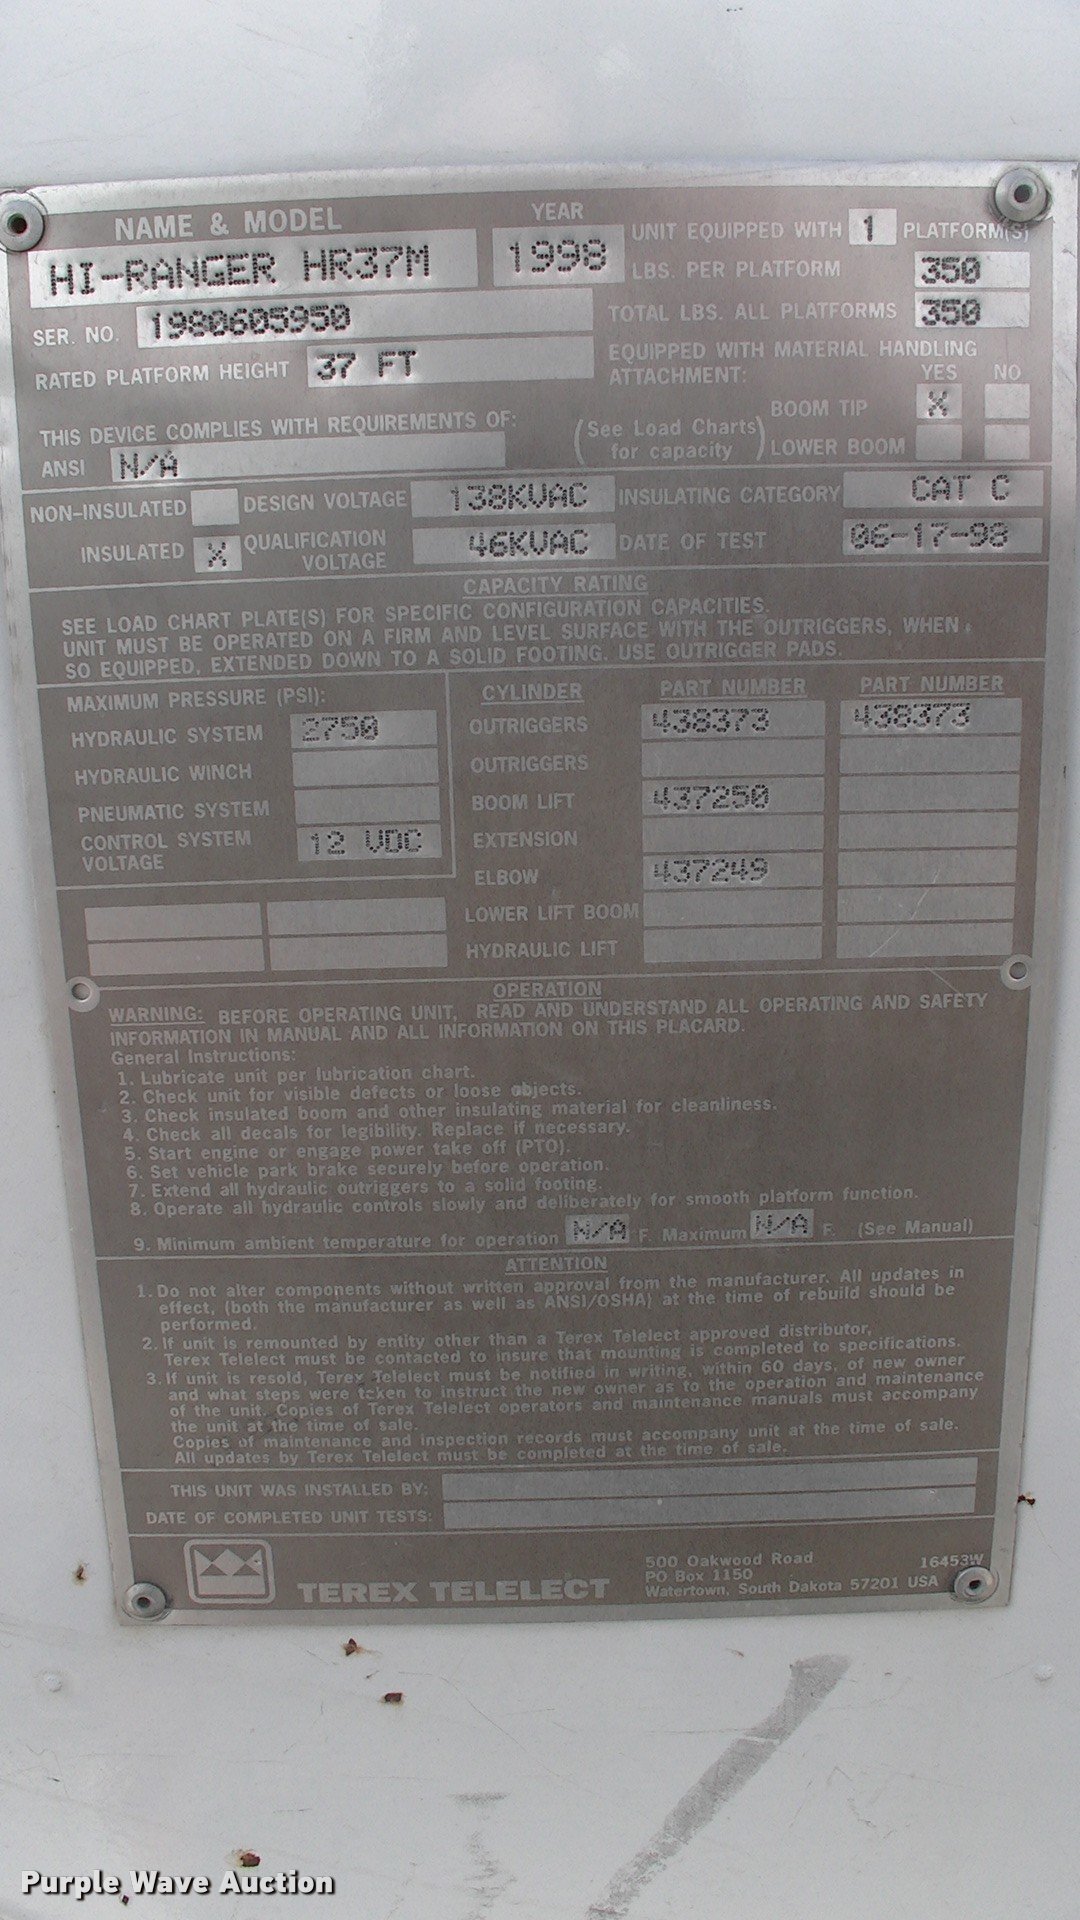 NAME & MODEL YEAR UNIT EQUIPPED WITH 1 PLATFORM(S)
HI-RANGER HR37M 1998 LBS. PER PLATFORM 350
SER. NO. 1980605950 TOTAL LBS. ALL PLATFORMS 350
RATED PLATFORM HEIGHT 37 FT EQUIPPED WITH MATERIAL HANDLING
ATTACHMENT: YES NO
BOOM TIP X
THIS DEVICE COMPLIES WITH REQUIREMENTS OF: (See Load Charts
ANSI N/A for capacity) LOWER BOOM
NON-INSULATED DESIGN VOLTAGE 138KVAC INSULATING CATEGORY CAT C
INSULATED X QUALIFICATION VOLTAGE 46KVAC DATE OF TEST 06-17-98
CAPACITY RATING
SEE LOAD CHART PLATE(S) FOR SPECIFIC CONFIGURATION CAPACITIES.
UNIT MUST BE OPERATED ON A FIRM AND LEVEL SURFACE WITH THE OUTRIGGERS, WHEN
SO EQUIPPED, EXTENDED DOWN TO A SOLID FOOTING. USE OUTRIGGER PADS.
MAXIMUM PRESSURE (PSI): CYLINDER PART NUMBER PART NUMBER
HYDRAULIC SYSTEM 2750 OUTRIGGERS 438373 438373
HYDRAULIC WINCH OUTRIGGERS
PNEUMATIC SYSTEM BOOM LIFT 437250
CONTROL SYSTEM VOLTAGE 12 VDC EXTENSION
ELBOW 437249
LOWER LIFT BOOM
HYDRAULIC LIFT
OPERATION
WARNING: BEFORE OPERATING UNIT, READ AND UNDERSTAND ALL OPERATING AND SAFETY
INFORMATION IN MANUAL AND ALL INFORMATION ON THIS PLACARD.
General Instructions:
1. Lubricate unit per lubrication chart.
2. Check unit for visible defects or loose objects.
3. Check insulated boom and other insulating material for cleanliness.
4. Check all decals for legibility. Replace if necessary.
5. Start engine or engage power take off (PTO).
6. Set vehicle park brake securely before operation.
7. Extend all hydraulic outriggers to a solid footing.
8. Operate all hydraulic controls slowly and deliberately for smooth platform function.
9. Minimum ambient temperature for operation N/A F. Maximum N/A F. (See Manual)
ATTENTION
1. Do not alter components without written approval from the manufacturer. All updates in
effect, (both the manufacturer as well as ANSI/OSHA) at the time of rebuild should be
performed.
2. If unit is remounted by entity other than a Terex Telelect approved distributor,
Terex Telelect must be contacted to insure that mounting is completed to specifications.
3. If unit is resold, Terex Telelect must be notified in writing, within 60 days, of new owner
and what steps were taken to instruct the new owner as to the operation and maintenance
of the unit. Copies of Terex Telelect operators and maintenance manuals must accompany
the unit at the time of sale.
Copies of maintenance and inspection records must accompany unit at the time of sale.
All updates by Terex Telelect must be completed at the time of sale.
THIS UNIT WAS INSTALLED BY:
DATE OF COMPLETED UNIT TESTS:
TEREX TELELECT
500 Oakwood Road
PO Box 1150
Watertown, South Dakota 57201 USA
16453W
Purple Wave Auction